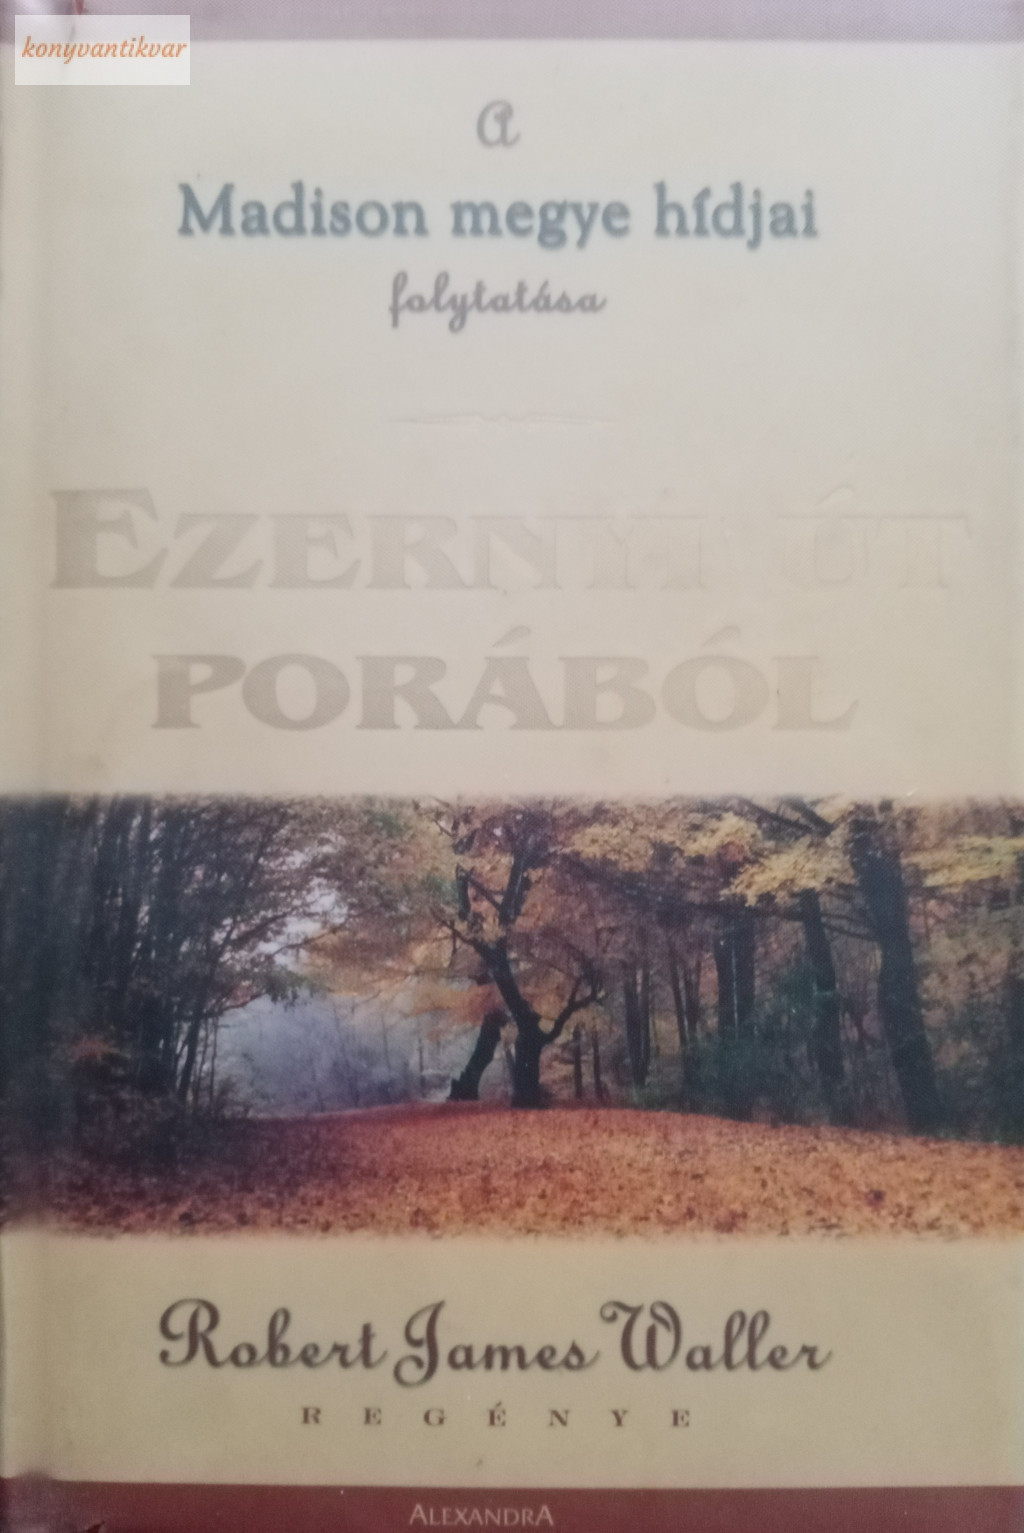 konyvantikvar
A
Madison megye hídjai
folytatása
EZERNYI ÚT
PORÁBÓL
Robert James Waller
REGÉNYE
ALEXANDRA